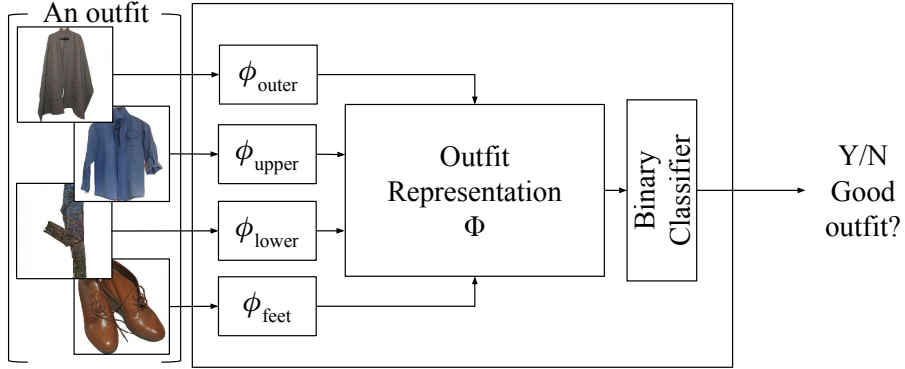 An outfit
ϕouter
ϕupper
ϕlower
ϕfeet
Outfit
Representation
Φ
Binary
Classifier
Y/N
Good
outfit?